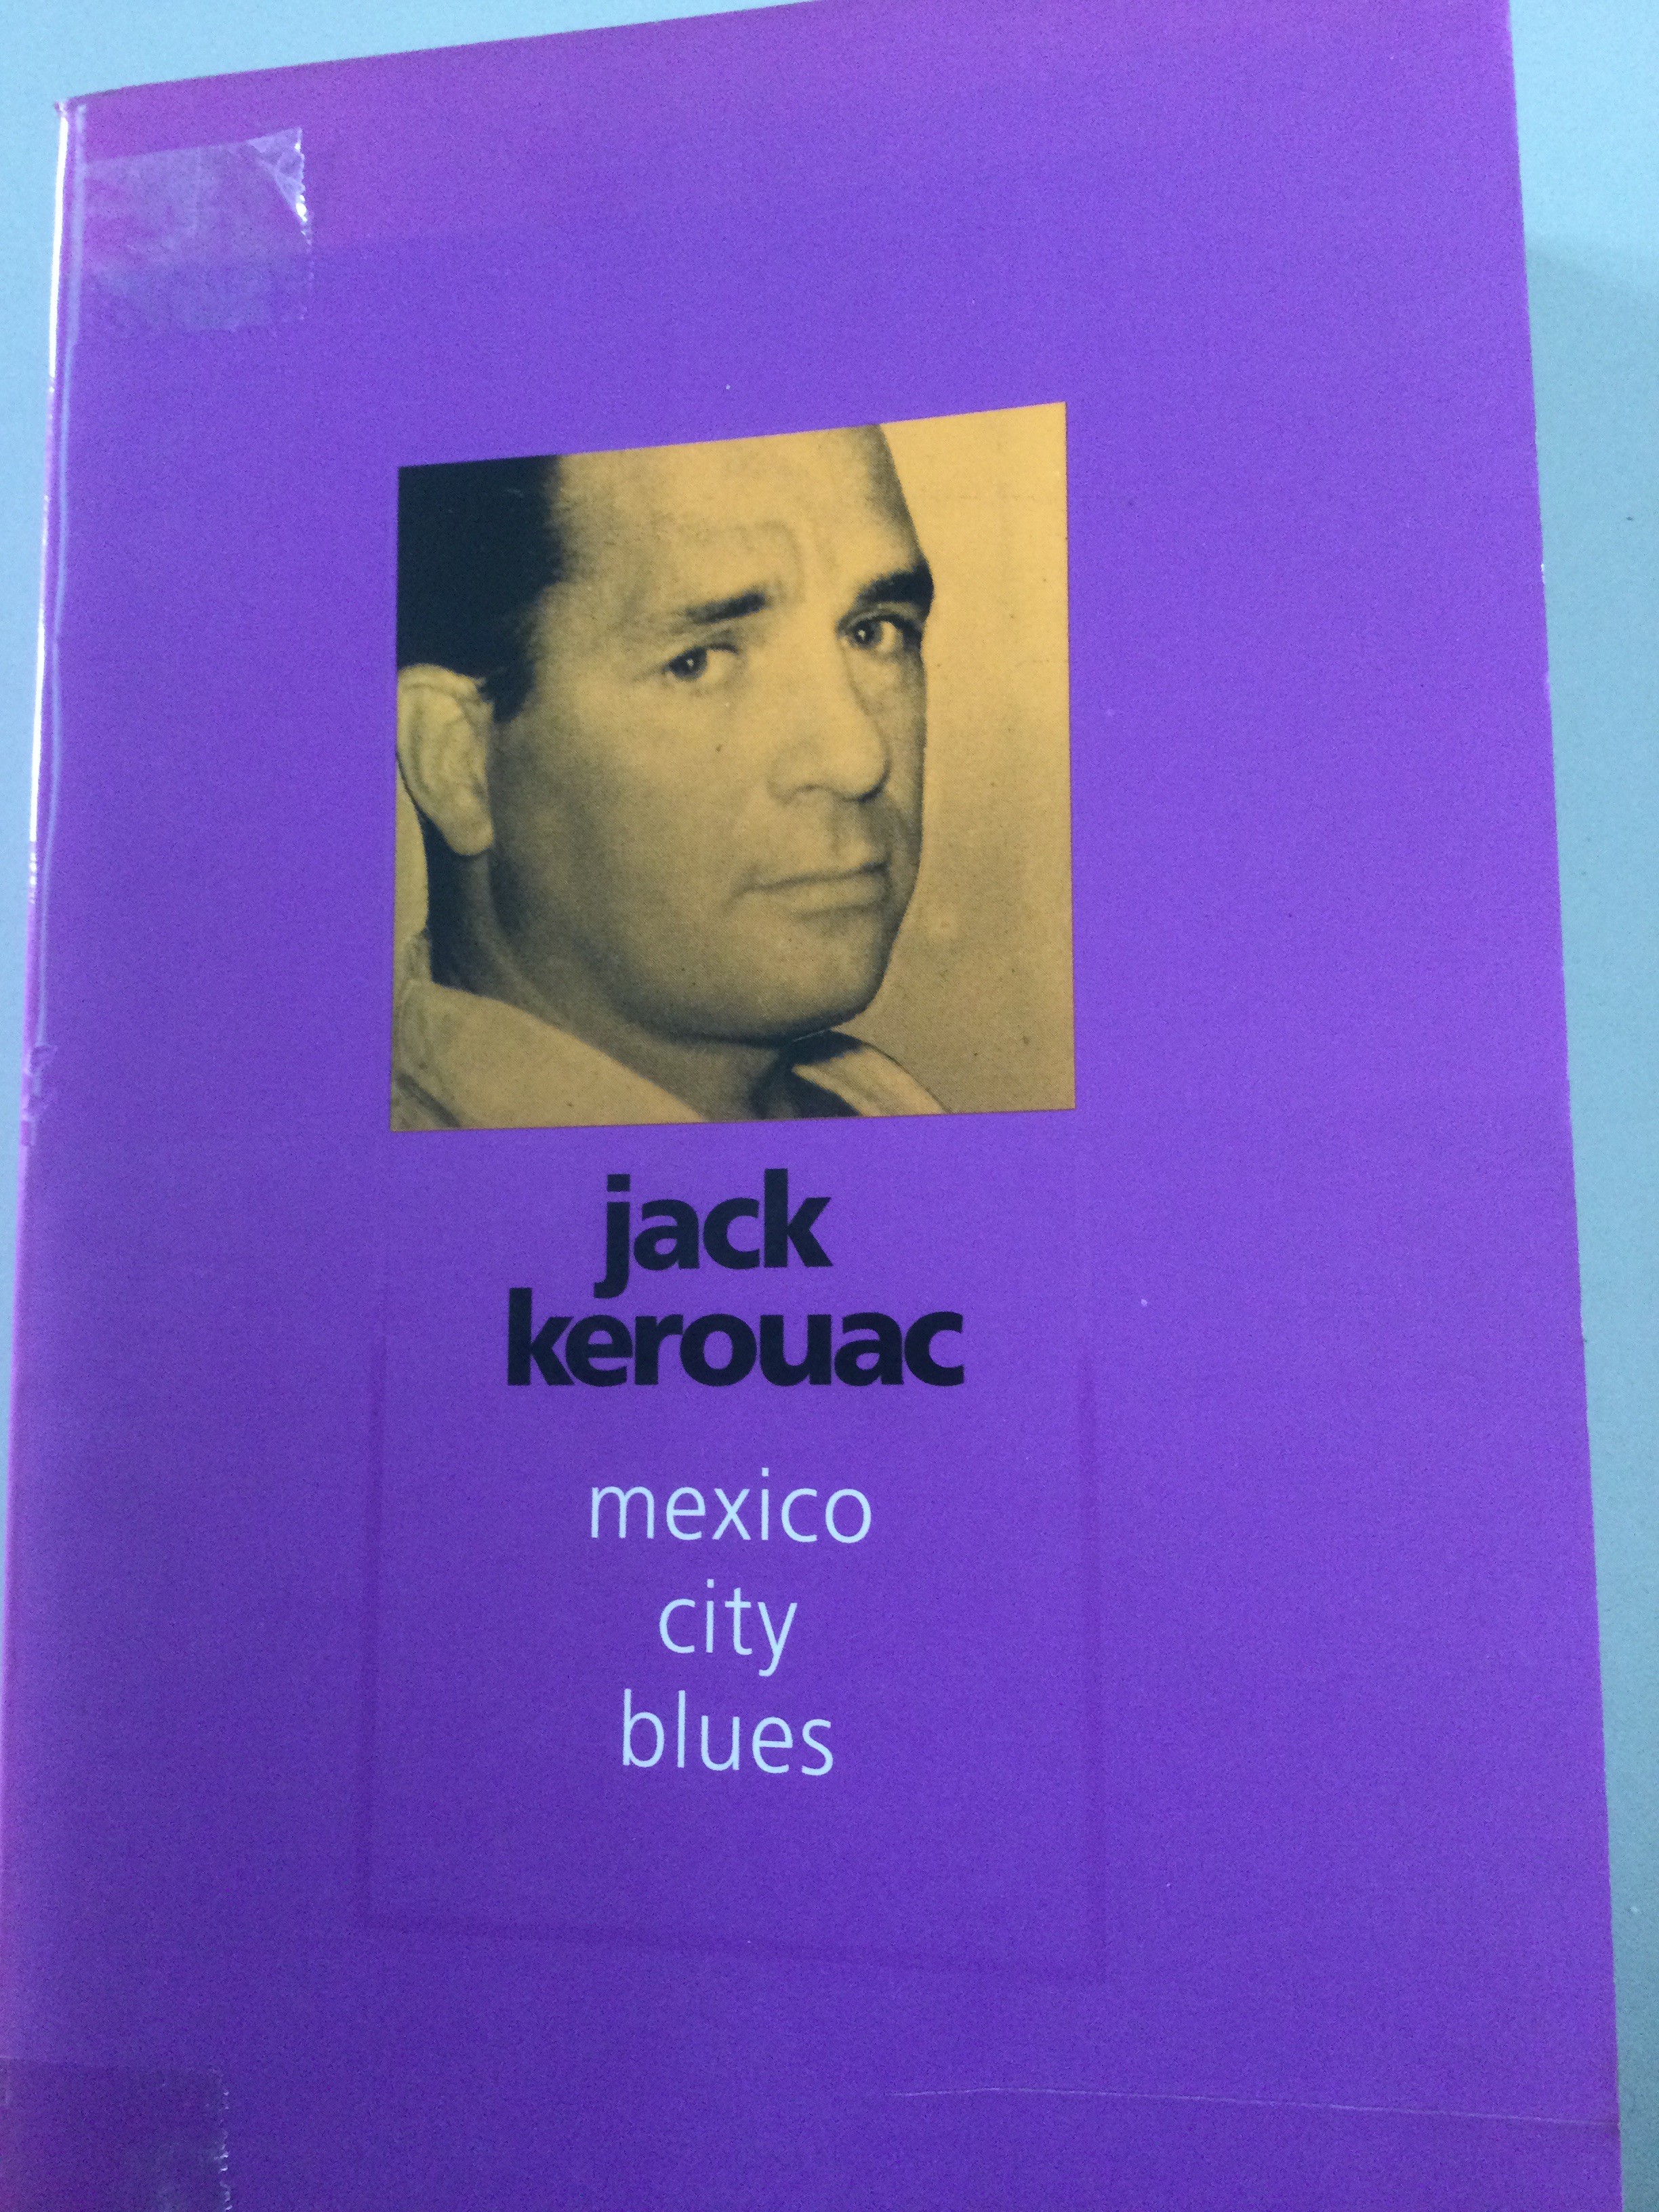 jack
kerouac
mexico
city
blues